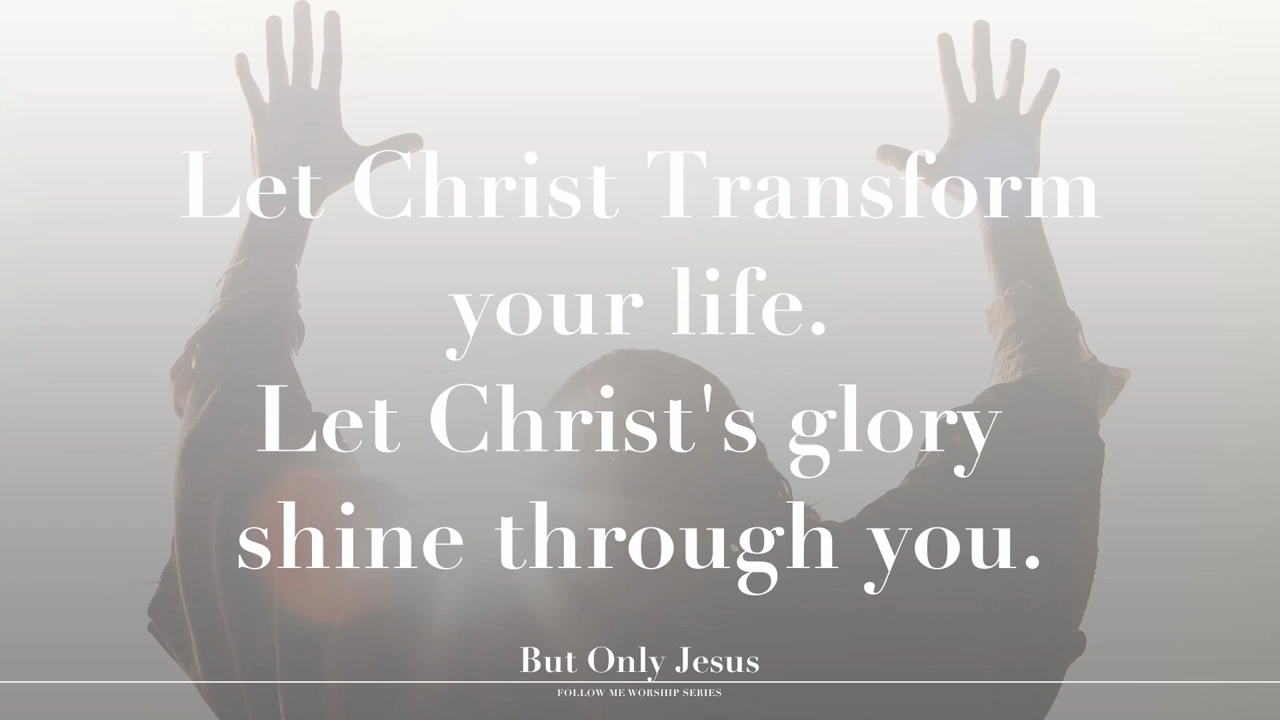 Let Christ Transform
your life.
Let Christ's glory
shine through you.
But Only Jesus
FOLLOW ME WORSHIP SERIES